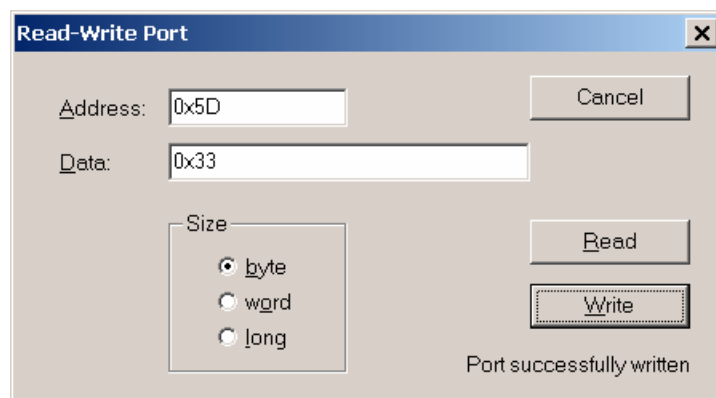 Read-Write Port
Address: 0x5D
Cancel
Data: 0x33
Size
byte
word
long
Read
Write
Port successfully written